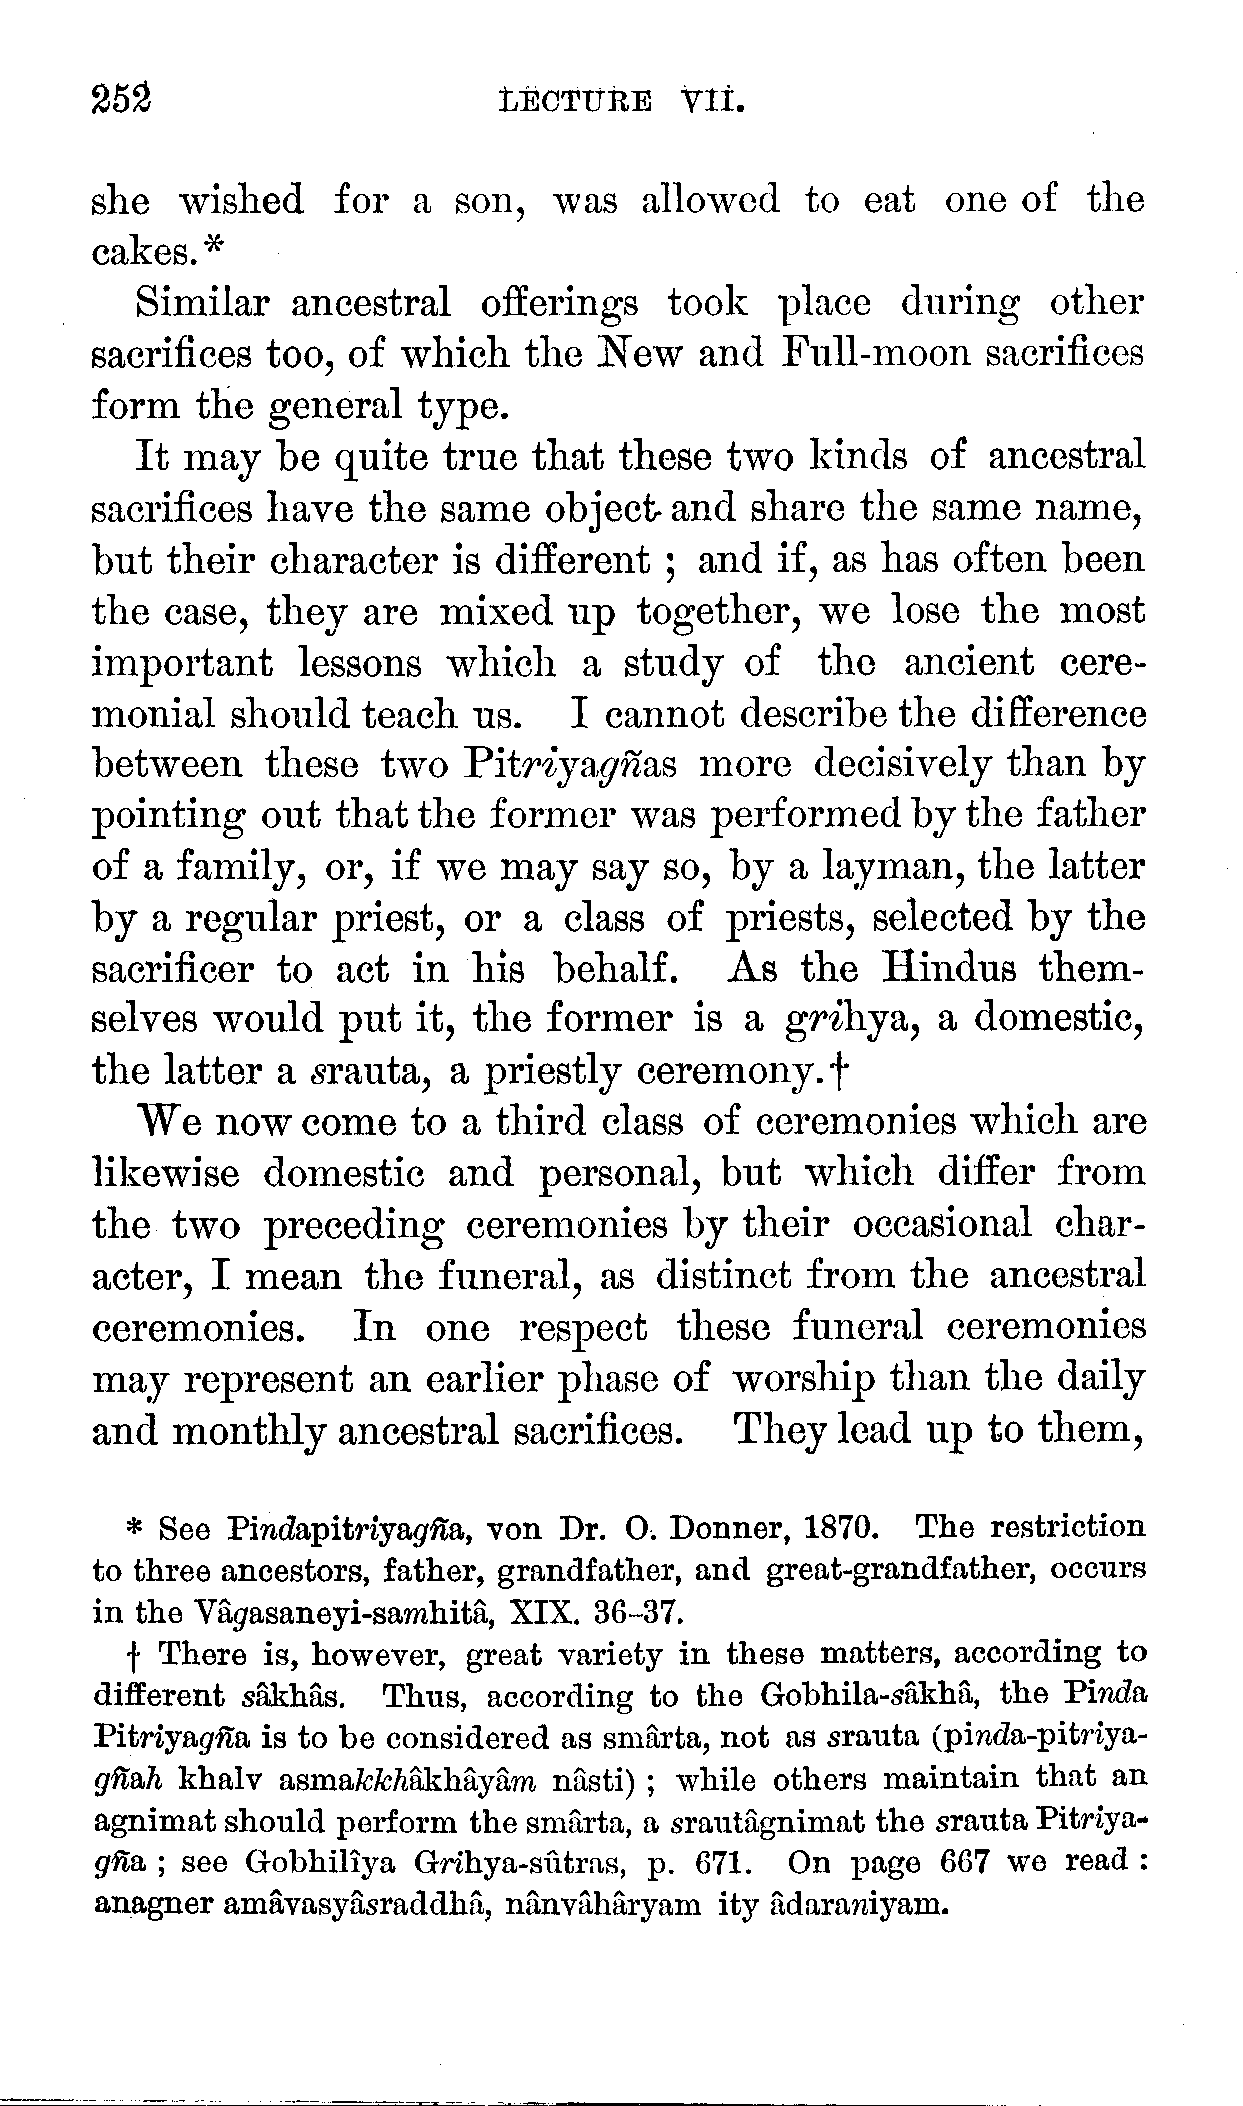 252 LECTURE VII.
she wished for a son, was allowed to eat one of the
cakes.*
Similar ancestral offerings took place during other
sacrifices too, of which the New and Full-moon sacrifices
form the general type.
It may be quite true that these two kinds of ancestral
sacrifices have the same object and share the same name,
but their character is different ; and if, as has often been
the case, they are mixed up together, we lose the most
important lessons which a study of the ancient cere-
monial should teach us. I cannot describe the difference
between these two Pitriyagñas more decisively than by
pointing out that the former was performed by the father
of a family, or, if we may say so, by a layman, the latter
by a regular priest, or a class of priests, selected by the
sacrificer to act in his behalf. As the Hindus them-
selves would put it, the former is a grihya, a domestic,
the latter a srauta, a priestly ceremony.†
We now come to a third class of ceremonies which are
likewise domestic and personal, but which differ from
the two preceding ceremonies by their occasional char-
acter, I mean the funeral, as distinct from the ancestral
ceremonies. In one respect these funeral ceremonies
may represent an earlier phase of worship than the daily
and monthly ancestral sacrifices. They lead up to them,
* See Pindapitriyagña, von Dr. O. Donner, 1870. The restriction
to three ancestors, father, grandfather, and great-grandfather, occurs
in the Vâgasaneyi-samhitâ, XIX. 36–37.
† There is, however, great variety in these matters, according to
different sâkhâs. Thus, according to the Gobhila-sâkhâ, the Pinda
Pitriyagña is to be considered as smârta, not as srauta (pinda-pitriya-
gñah khalv asmakkhâkhâyâm nâsti) ; while others maintain that an
agnimat should perform the smârta, a srautâgnimat the srauta Pitriya-
gña ; see Gobhilîya Grihya-sûtras, p. 671. On page 667 we read :
anagner amâvasyâsraddhâ, nânvâhâryam ity âdaraniyam.